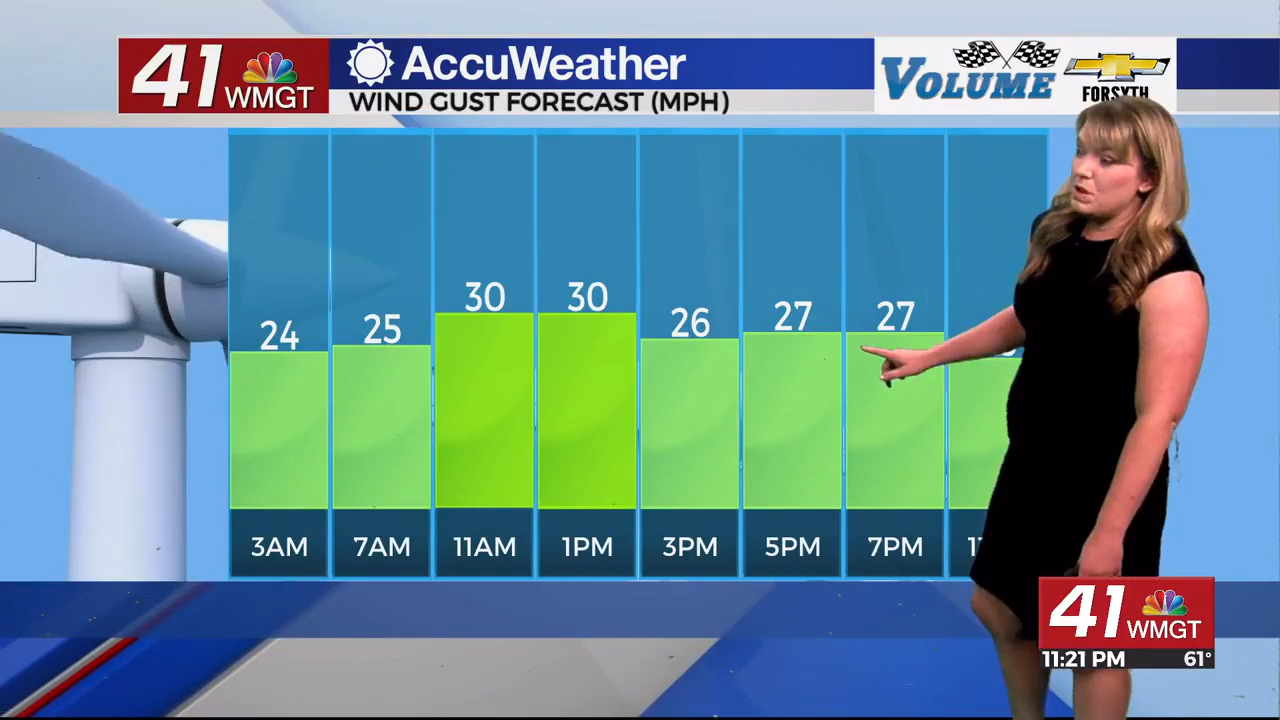 41 WMGT
AccuWeather
WIND GUST FORECAST (MPH)
VOLUME
FORSYTH
24 25 30 30 26 27 27
3AM 7AM 11AM 1PM 3PM 5PM 7PM
41 WMGT
11:21 PM 61°